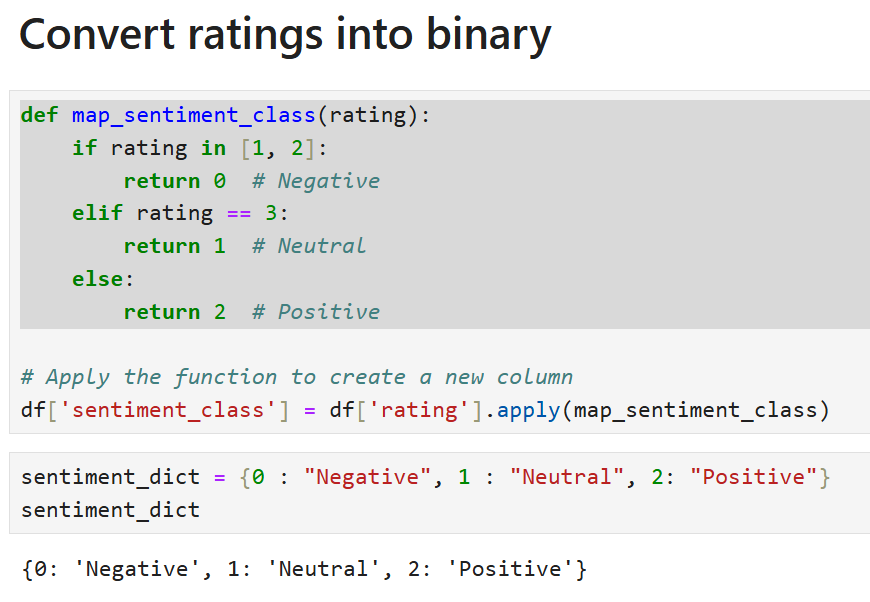 Convert ratings into binary
def map_sentiment_class(rating):
    if rating in [1, 2]:
        return 0  # Negative
    elif rating == 3:
        return 1  # Neutral
    else:
        return 2  # Positive
# Apply the function to create a new column
df['sentiment_class'] = df['rating'].apply(map_sentiment_class)
sentiment_dict = {0 : "Negative", 1 : "Neutral", 2: "Positive"}
sentiment_dict
{0: 'Negative', 1: 'Neutral', 2: 'Positive'}